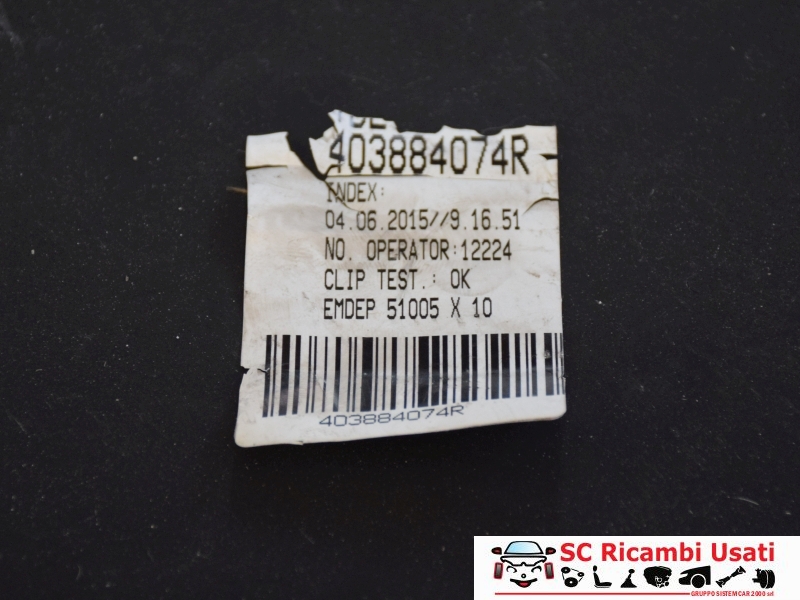 403884074R
INDEX:
04.06.2015//9.16.51
NO. OPERATOR:12224
CLIP TEST.: OK
EMDEP 51005 X 10
403884074R
SC Ricambi Usati
GRUPPO SISTEMCAR 2000 srl